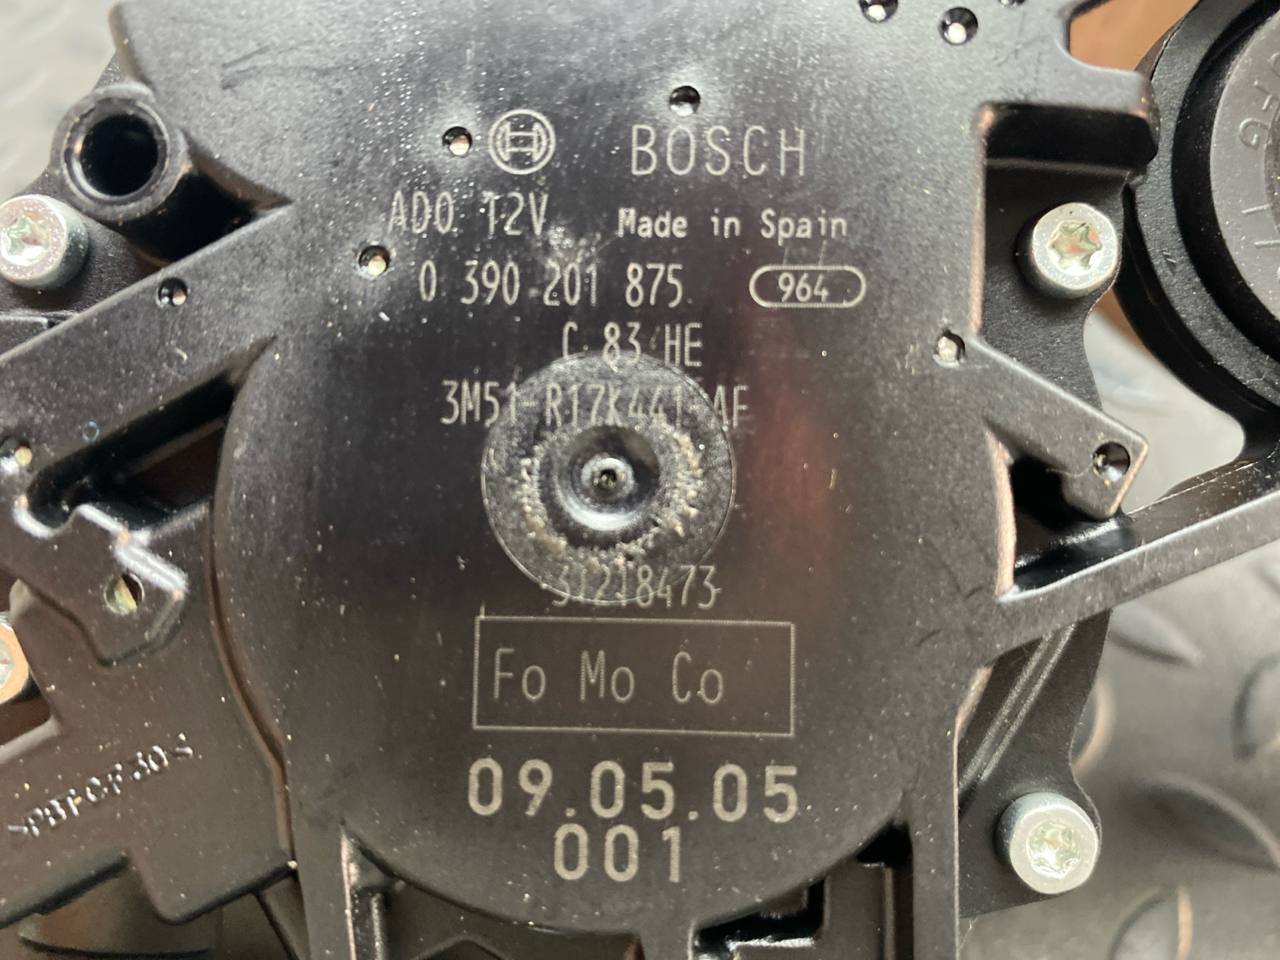 BOSCH
AD0 12V Made in Spain
0 390 201 875 964
C 83 HE
3M51-R17K441-AF
31218473
Fo Mo Co
09.05.05
001